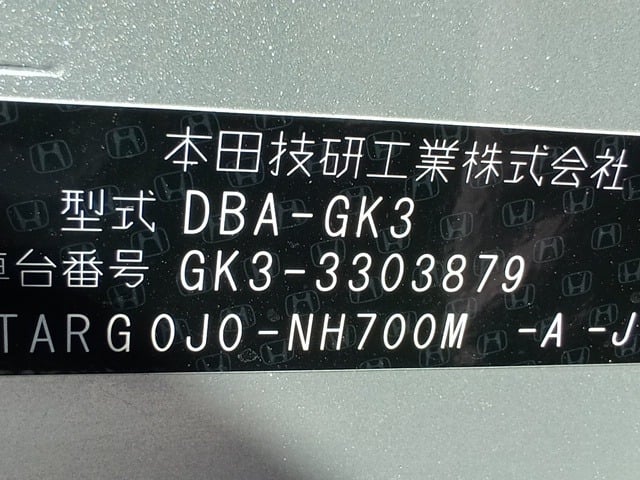 本田技研工業株式会社
型式 DBA-GK3
台番号 GK3-3303879
TARG0J0-NH700M -A -J